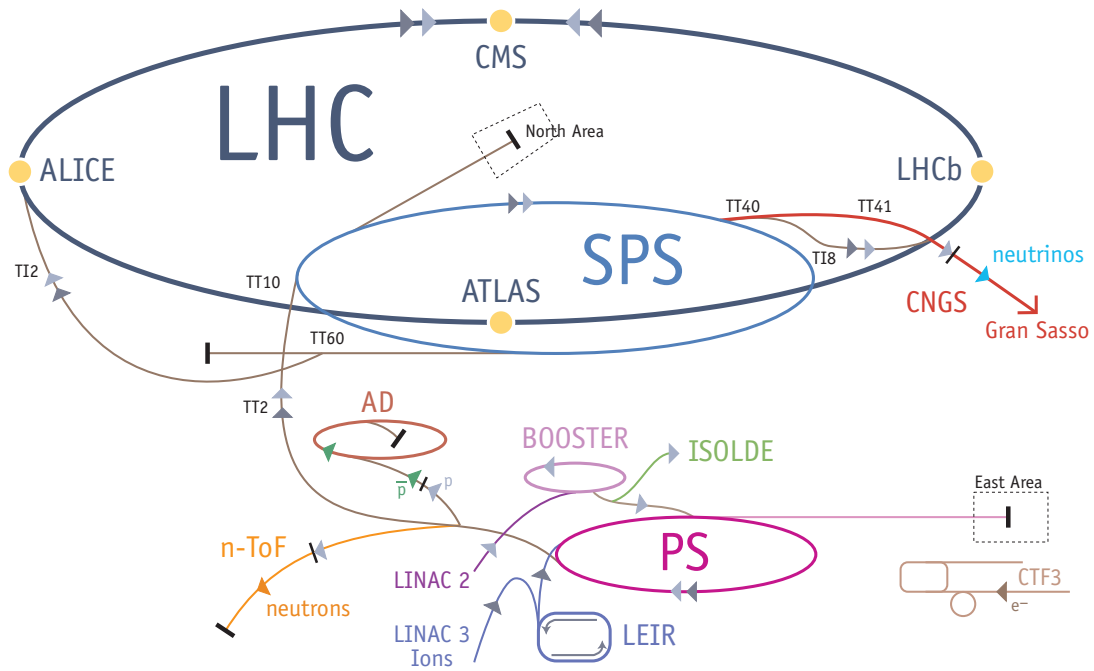 CMS
LHC
North Area
ALICE
LHCb
TT40
TT41
SPS
TI8
neutrinos
TI2
TT10
ATLAS
CNGS
Gran Sasso
TT60
TT2
AD
BOOSTER
ISOLDE
p̅
p
East Area
n-ToF
PS
LINAC 2
neutrons
CTF3
e⁻
LINAC 3
Ions
LEIR